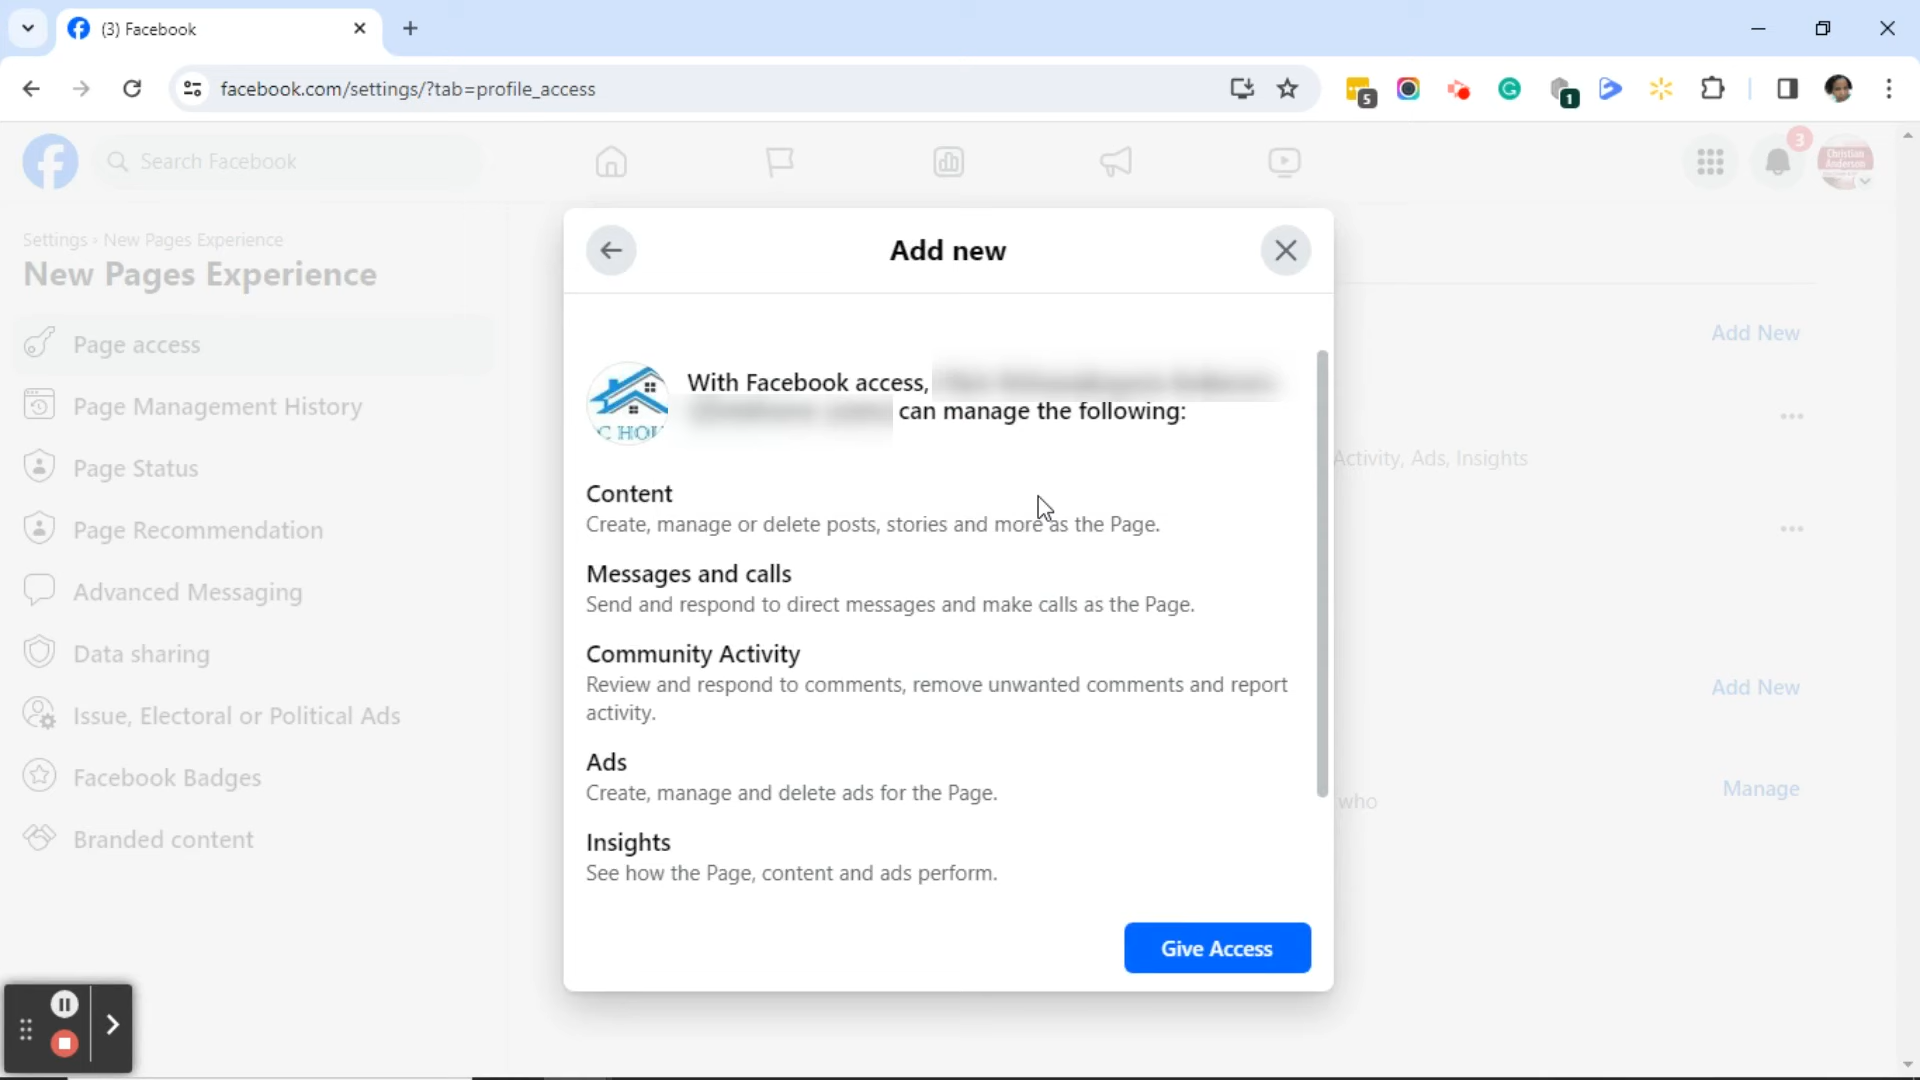 (3) Facebook
facebook.com/settings/?tab=profile_access
5
1
Search Facebook
3
Christian
Anderson
Settings › New Pages Experience
New Pages Experience
Page access
Page Management History
Page Status
Page Recommendation
Advanced Messaging
Data sharing
Issue, Electoral or Political Ads
Facebook Badges
Branded content
Add new
With Facebook access,
can manage the following:
C HOU
Content
Create, manage or delete posts, stories and more as the Page.
Messages and calls
Send and respond to direct messages and make calls as the Page.
Community Activity
Review and respond to comments, remove unwanted comments and report
activity.
Ads
Create, manage and delete ads for the Page.
Insights
See how the Page, content and ads perform.
Give Access
Add New
Activity, Ads, Insights
Add New
Manage
who